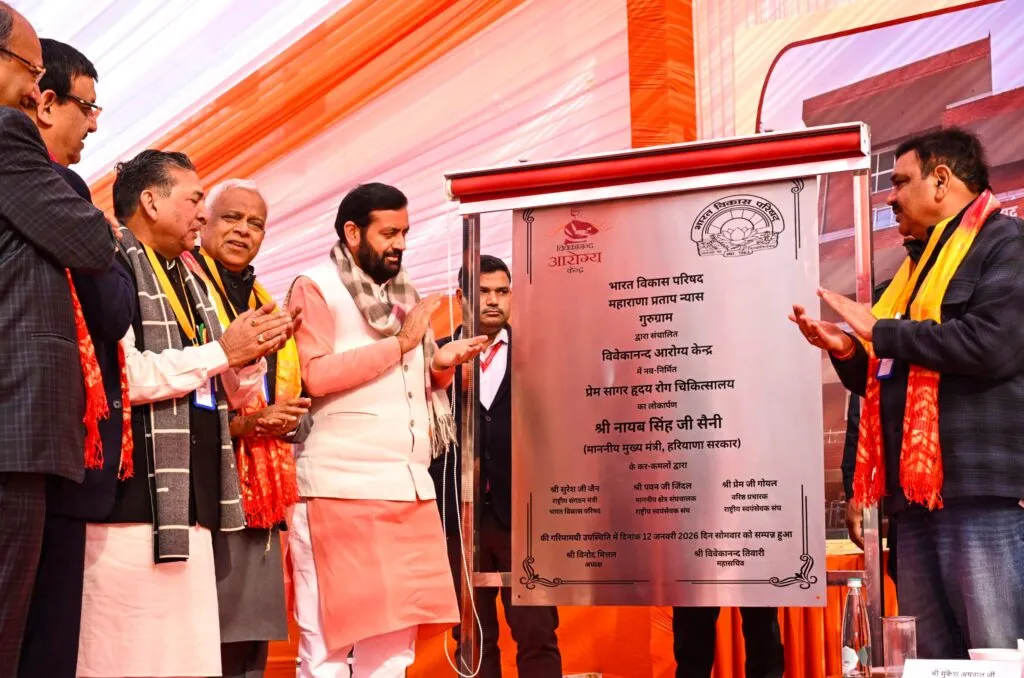 विवेकानन्द
आरोग्य
केन्द्र
भारत विकास परिषद्
भारत विकास परिषद
महाराणा प्रताप न्यास
गुरुग्राम
द्वारा संचालित
विवेकानन्द आरोग्य केन्द्र
में नव-निर्मित
प्रेम सागर हृदय रोग चिकित्सालय
का लोकार्पण
श्री नायब सिंह जी सैनी
(माननीय मुख्य मंत्री, हरियाणा सरकार)
के कर-कमलों द्वारा
श्री सुरेश जी जैन श्री पवन जी जिंदल श्री प्रेम जी गोयल
राष्ट्रीय संगठन मंत्री माननीय क्षेत्र संघचालक वरिष्ठ प्रचारक
भारत विकास परिषद राष्ट्रीय स्वयंसेवक संघ राष्ट्रीय स्वयंसेवक संघ
की गरिमामयी उपस्थिति में दिनांक 12 जनवरी 2026 दिन सोमवार को सम्पन्न हुआ
श्री विनोद मित्तल श्री विवेकानन्द तिवारी
अध्यक्ष महासचिव
श्री मुकेश अग्रवाल जी